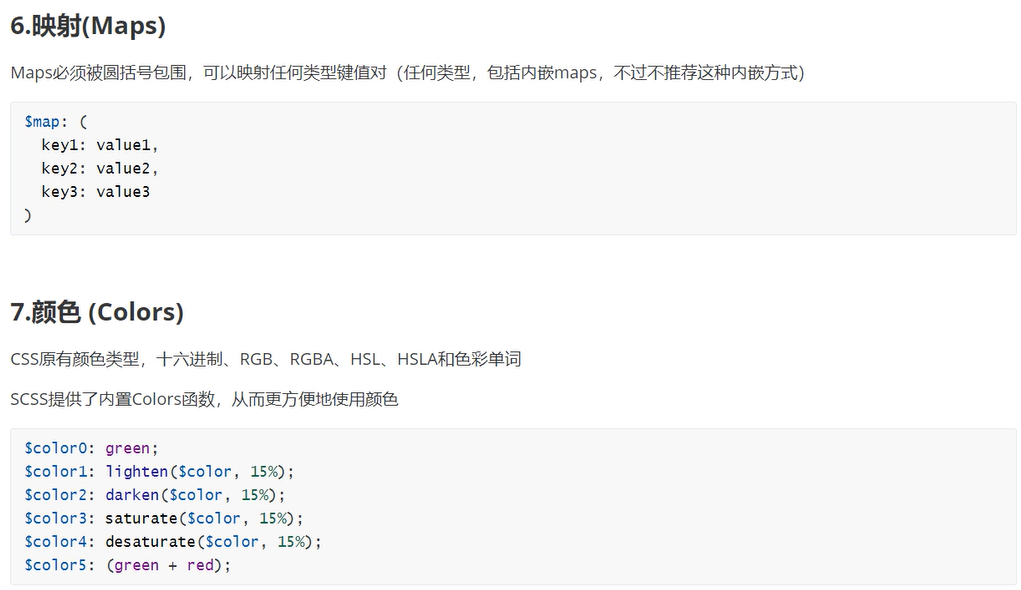 6.映射(Maps)
Maps必须被圆括号包围，可以映射任何类型键值对（任何类型，包括内嵌maps，不过不推荐这种内嵌方式）
$map: (
  key1: value1,
  key2: value2,
  key3: value3
)
7.颜色 (Colors)
CSS原有颜色类型，十六进制、RGB、RGBA、HSL、HSLA和色彩单词
SCSS提供了内置Colors函数，从而更方便地使用颜色
$color0: green;
$color1: lighten($color, 15%);
$color2: darken($color, 15%);
$color3: saturate($color, 15%);
$color4: desaturate($color, 15%);
$color5: (green + red);